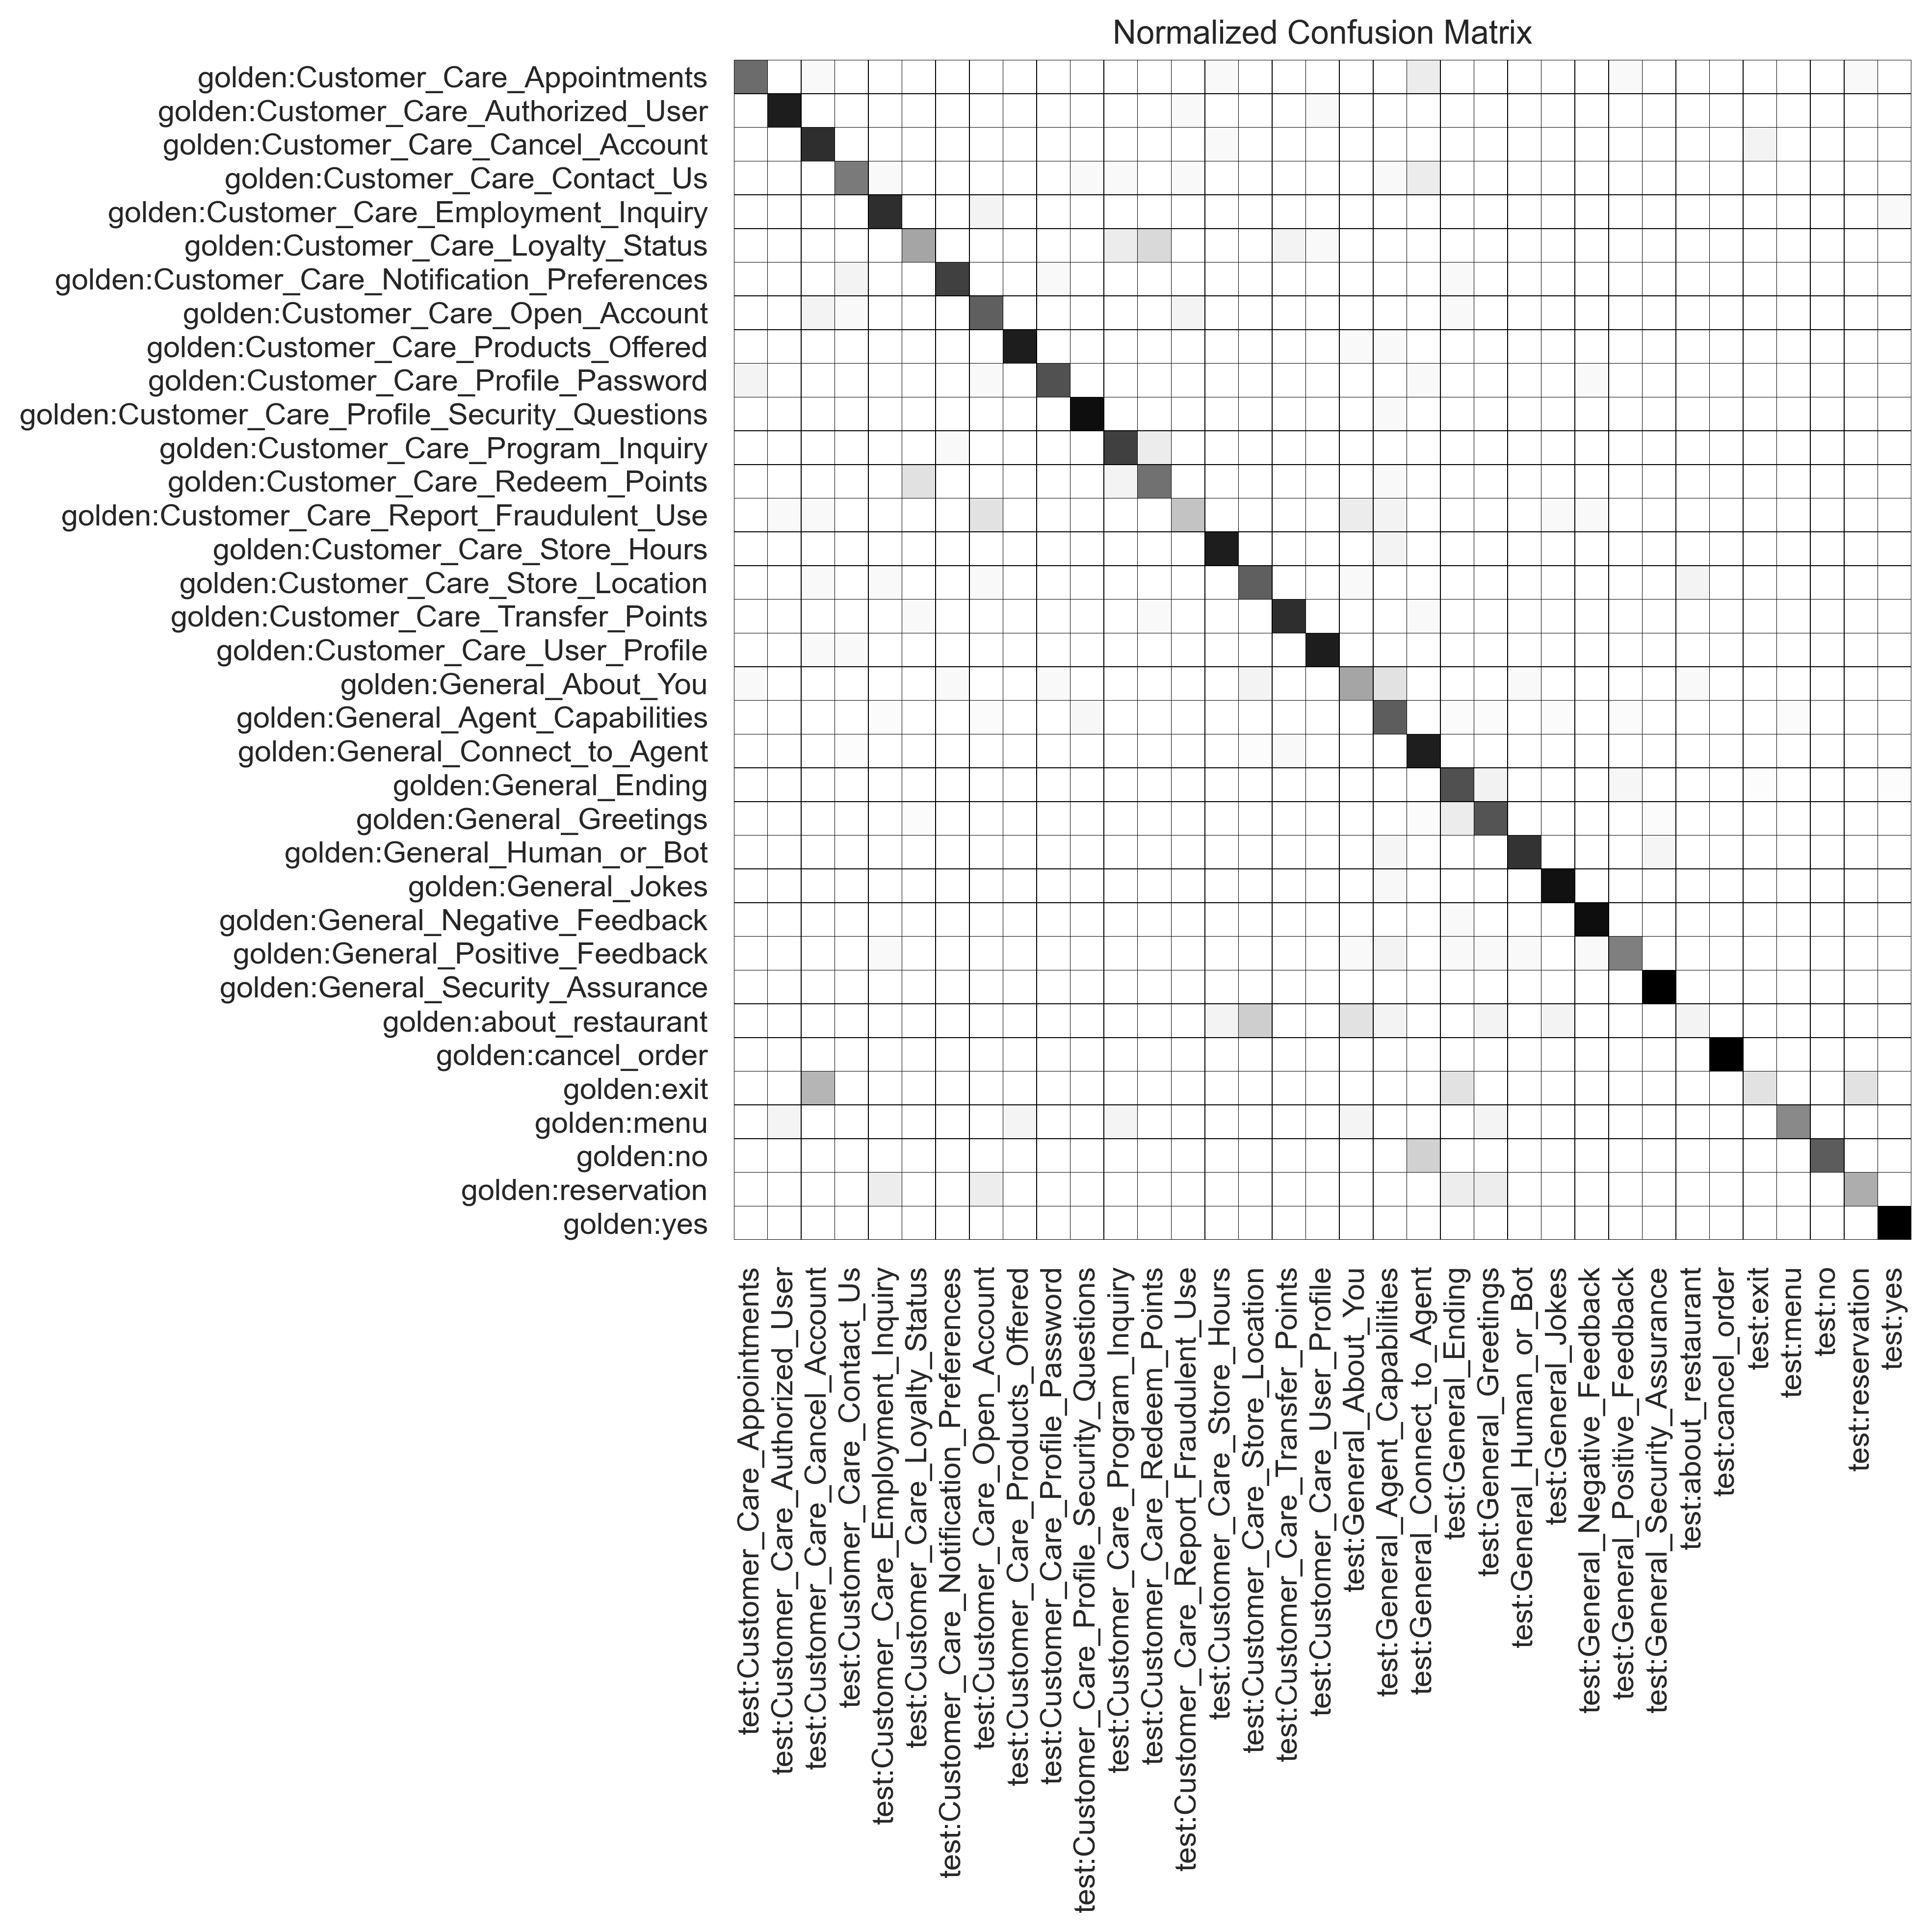 Normalized Confusion Matrix
golden:Customer_Care_Appointments
golden:Customer_Care_Authorized_User
golden:Customer_Care_Cancel_Account
golden:Customer_Care_Contact_Us
golden:Customer_Care_Employment_Inquiry
golden:Customer_Care_Loyalty_Status
golden:Customer_Care_Notification_Preferences
golden:Customer_Care_Open_Account
golden:Customer_Care_Products_Offered
golden:Customer_Care_Profile_Password
golden:Customer_Care_Profile_Security_Questions
golden:Customer_Care_Program_Inquiry
golden:Customer_Care_Redeem_Points
golden:Customer_Care_Report_Fraudulent_Use
golden:Customer_Care_Store_Hours
golden:Customer_Care_Store_Location
golden:Customer_Care_Transfer_Points
golden:Customer_Care_User_Profile
golden:General_About_You
golden:General_Agent_Capabilities
golden:General_Connect_to_Agent
golden:General_Ending
golden:General_Greetings
golden:General_Human_or_Bot
golden:General_Jokes
golden:General_Negative_Feedback
golden:General_Positive_Feedback
golden:General_Security_Assurance
golden:about_restaurant
golden:cancel_order
golden:exit
golden:menu
golden:no
golden:reservation
golden:yes
test:Customer_Care_Appointments
test:Customer_Care_Authorized_User
test:Customer_Care_Cancel_Account
test:Customer_Care_Contact_Us
test:Customer_Care_Employment_Inquiry
test:Customer_Care_Loyalty_Status
test:Customer_Care_Notification_Preferences
test:Customer_Care_Open_Account
test:Customer_Care_Products_Offered
test:Customer_Care_Profile_Password
test:Customer_Care_Profile_Security_Questions
test:Customer_Care_Program_Inquiry
test:Customer_Care_Redeem_Points
test:Customer_Care_Report_Fraudulent_Use
test:Customer_Care_Store_Hours
test:Customer_Care_Store_Location
test:Customer_Care_Transfer_Points
test:Customer_Care_User_Profile
test:General_About_You
test:General_Agent_Capabilities
test:General_Connect_to_Agent
test:General_Ending
test:General_Greetings
test:General_Human_or_Bot
test:General_Jokes
test:General_Negative_Feedback
test:General_Positive_Feedback
test:General_Security_Assurance
test:about_restaurant
test:cancel_order
test:exit
test:menu
test:no
test:reservation
test:yes